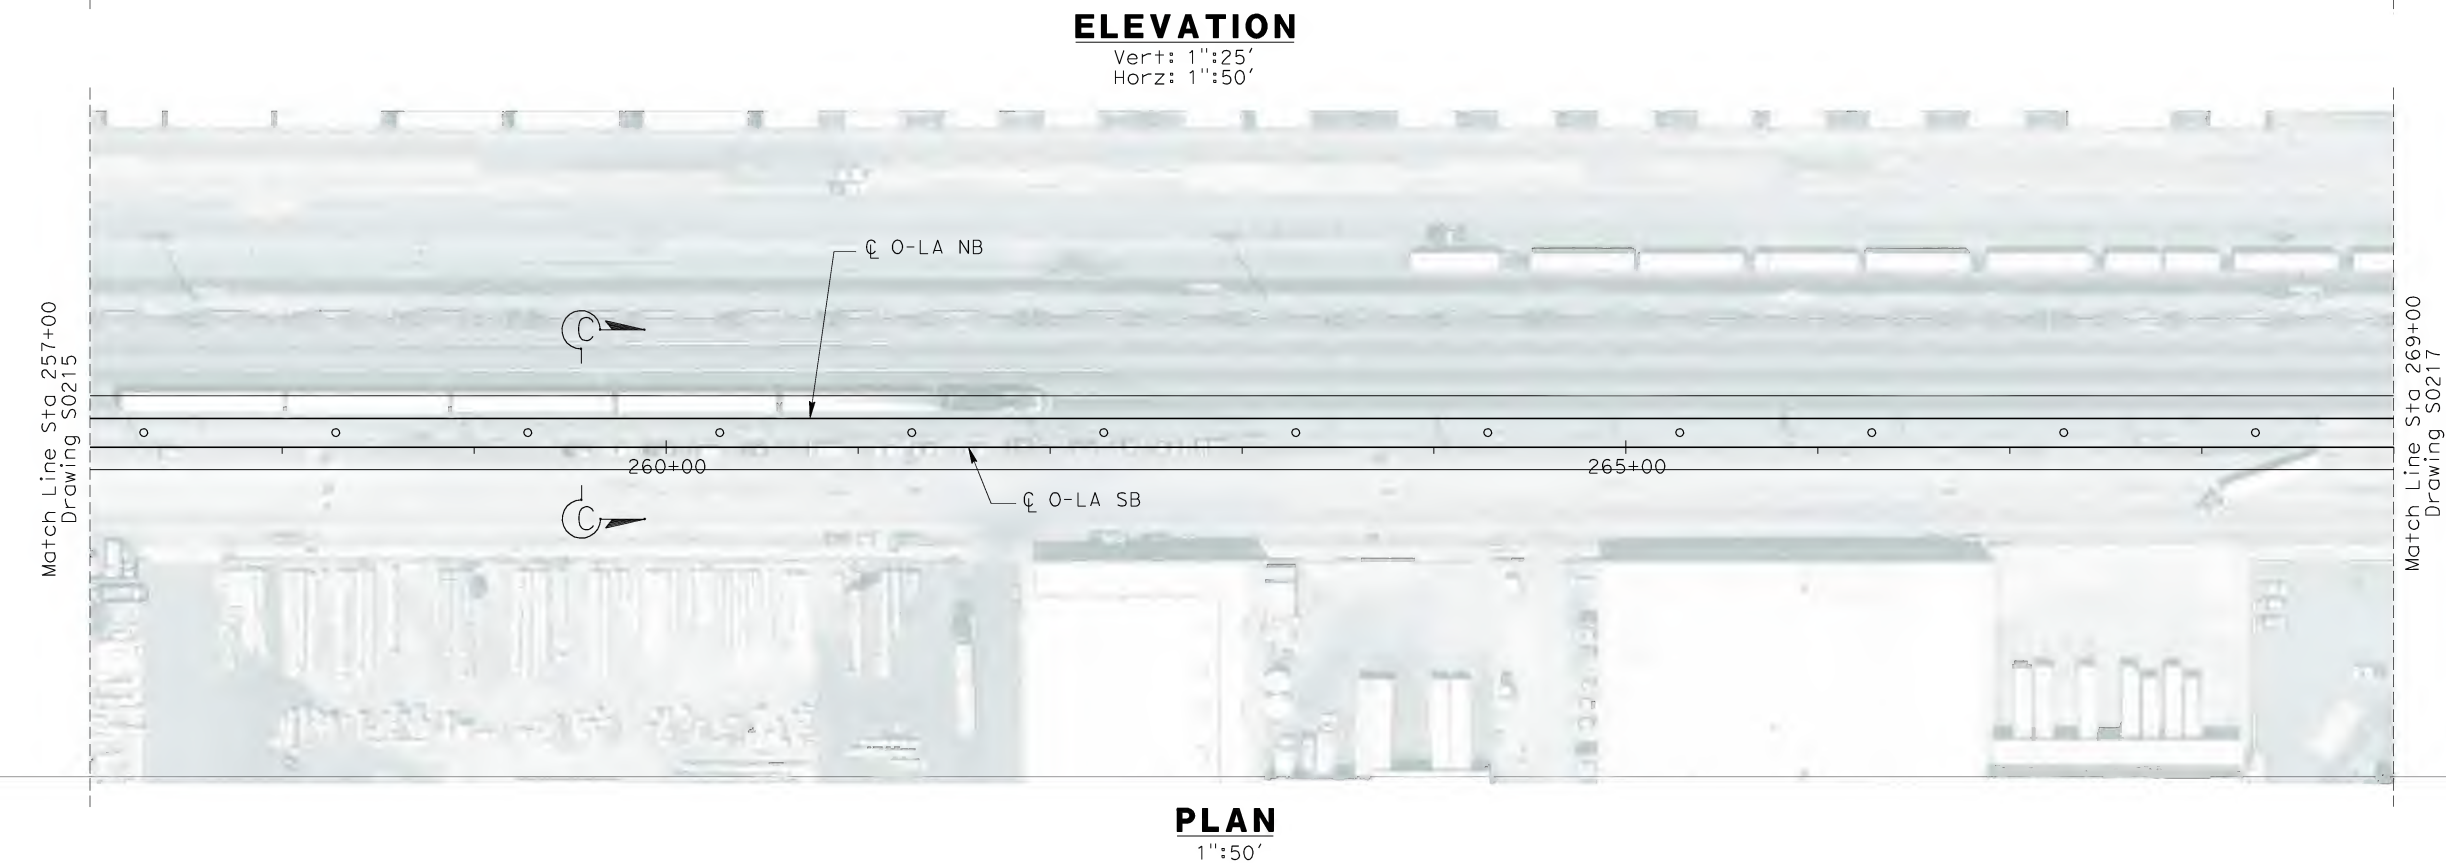 ELEVATION
Vert: 1":25'
Horz: 1":50'
℄ O-LA NB
C
Match Line Sta 257+00
Drawing S0215
Match Line Sta 269+00
Drawing S0217
260+00
265+00
℄ O-LA SB
C
PLAN
1":50'